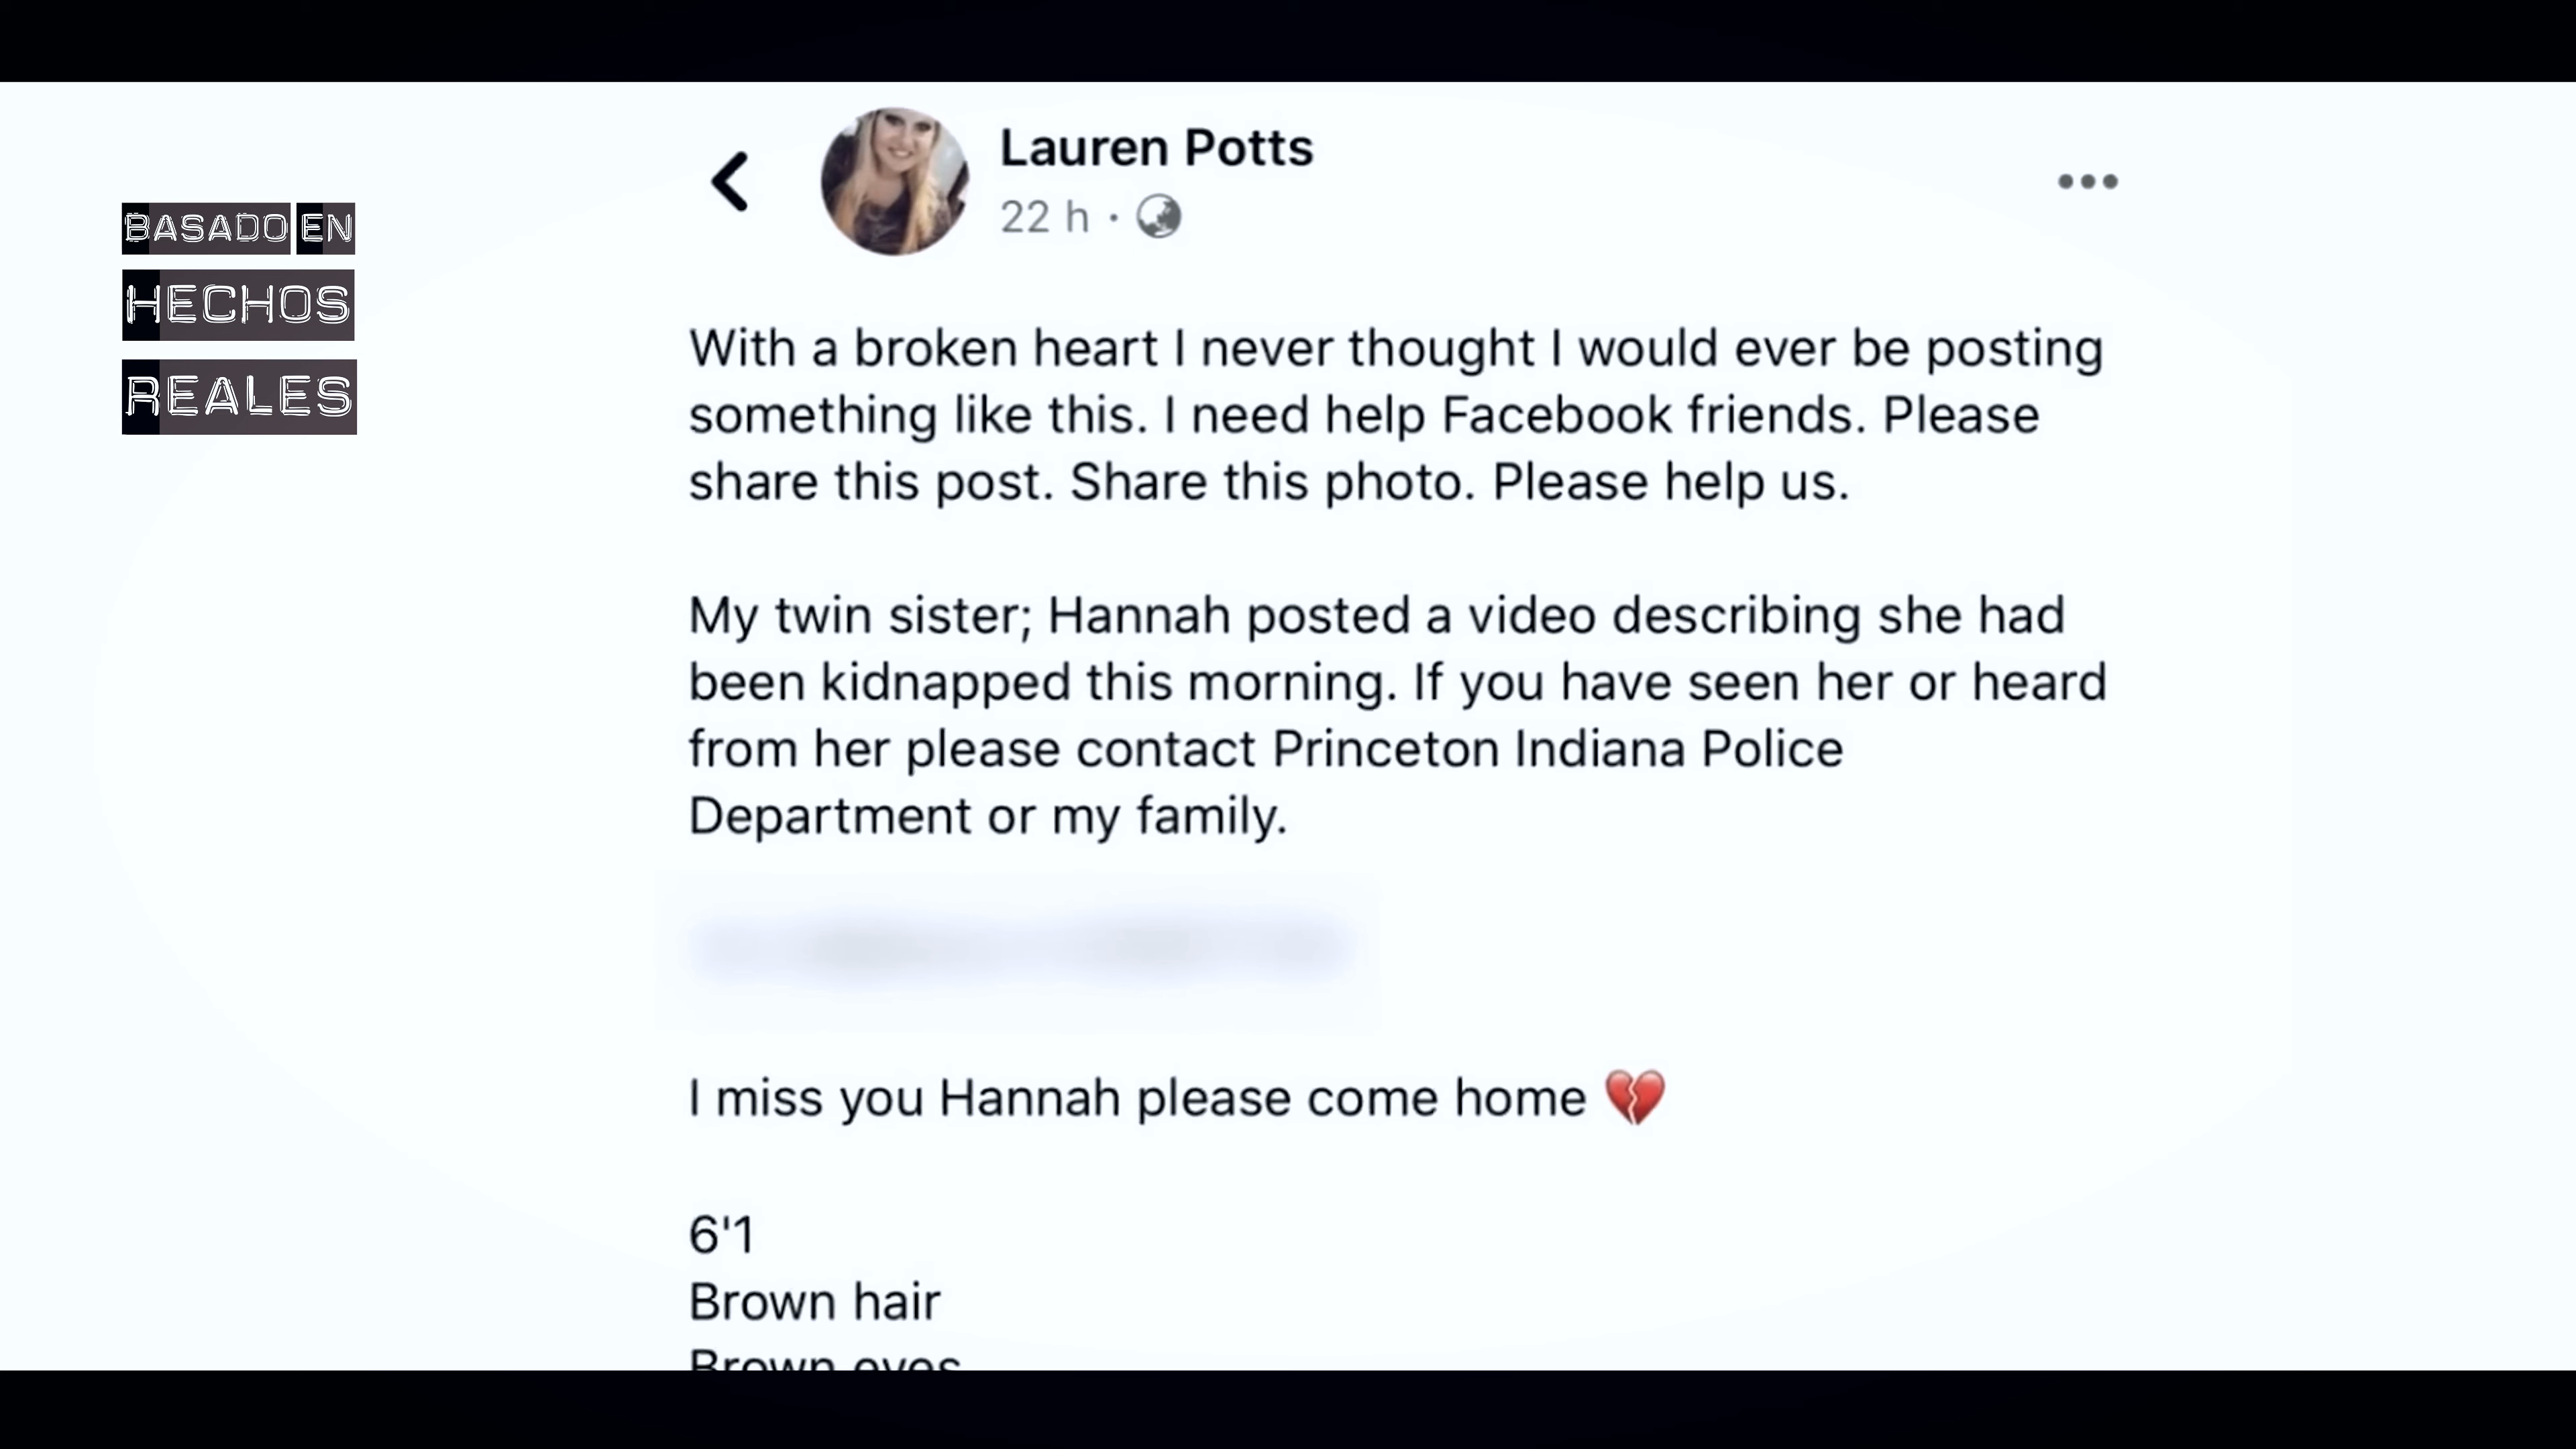 BASADO EN
HECHOS
REALES
Lauren Potts
22 h ·
With a broken heart I never thought I would ever be posting
something like this. I need help Facebook friends. Please
share this post. Share this photo. Please help us.
My twin sister; Hannah posted a video describing she had
been kidnapped this morning. If you have seen her or heard
from her please contact Princeton Indiana Police
Department or my family.
I miss you Hannah please come home 💔
6'1
Brown hair
Brown eyes